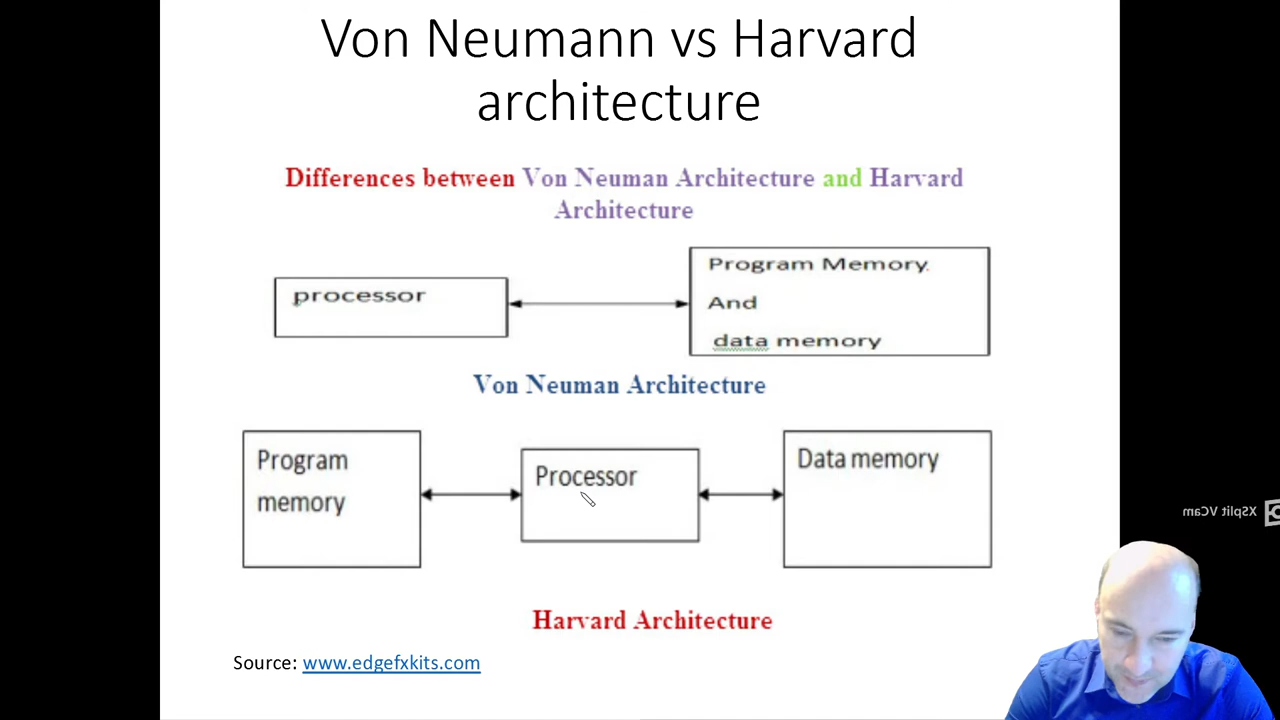 Von Neumann vs Harvard
architecture
Differences between Von Neuman Architecture and Harvard
Architecture
processor
Program Memory
And
data memory
Von Neuman Architecture
Program
memory
Processor
Data memory
Harvard Architecture
Source: www.edgefxkits.com
XSplit VCam